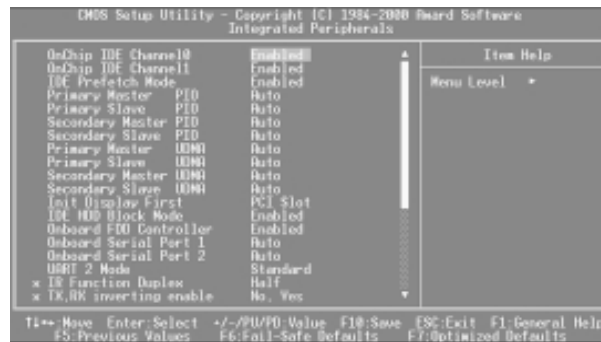 CMOS Setup Utility - Copyright (C) 1984-2000 Award Software
Integrated Peripherals
OnChip IDE Channel0 Enabled
OnChip IDE Channel1 Enabled
IDE Prefetch Mode Enabled
Primary Master PIO Auto
Primary Slave PIO Auto
Secondary Master PIO Auto
Secondary Slave PIO Auto
Primary Master UDMA Auto
Primary Slave UDMA Auto
Secondary Master UDMA Auto
Secondary Slave UDMA Auto
Init Display First PCI Slot
IDE HDD Block Mode Enabled
Onboard FDD Controller Enabled
Onboard Serial Port 1 Auto
Onboard Serial Port 2 Auto
UART 2 Mode Standard
x IR Function Duplex Half
x TX,RX inverting enable No, Yes
Item Help
Menu Level ►
↑↓→← Move Enter:Select +/-/PU/PD:Value F10:Save ESC:Exit F1:General Help
F5:Previous Values F6:Fail-Safe Defaults F7:Optimized Defaults